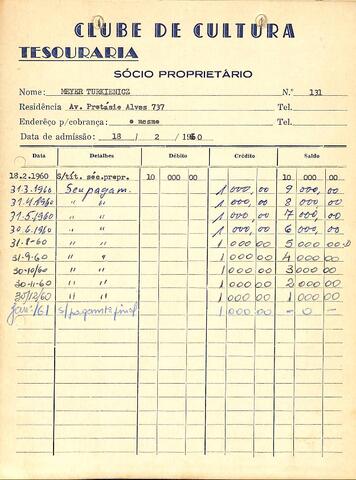 CLUBE DE CULTURA
TESOURARIA
SÓCIO PROPRIETÁRIO
Nome: MEYER TURKIENICZ N.º 131
Residência Av. Protásio Alves 737 Tel.
Enderêço p/cobrança: o mesmo Tel.
Data de admissão: 18 / 2 / 1960
Data Detalhes Débito Crédito Saldo
18.2.1960 S/tít. sóc.propr. 10 000 00 10 000 00
31.3.1960 Seu pagam. 1 000,00 9 000,00
31.4.1960 " " 1 000,00 8 000,00
31.5.1960 " " 1 000,00 7 000,00
30.6.1960 " " 1 000,00 6 000,00
31.8-60 " " 1 000 00 5 000 00
31-9-60 " " 1 000 00 4 000 00
30-10/60 " " 1 000 00 3 000 00
30-11-60 " " 1 000 00 2 000 00
30/12/60 " " 1 000 00 1 000 00
Jan:/61 s/pagamento final 1 000 00 - 0 -